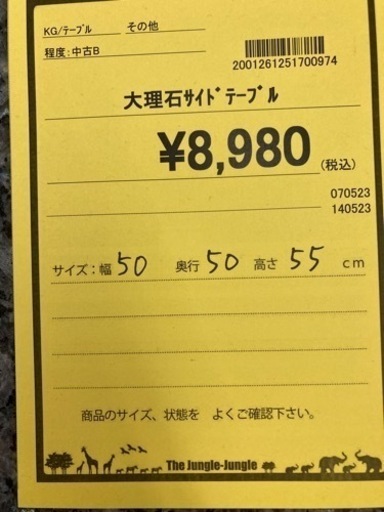 KG/ﾃｰﾌﾞﾙ その他
程度:中古B
2001261251700974
大理石ｻｲﾄﾞﾃｰﾌﾞﾙ
¥8,980(税込)
070523
140523
サイズ:幅 50 奥行 50 高さ 55 cm
商品のサイズ、状態を よくご確認下さい。
The Jungle-Jungle